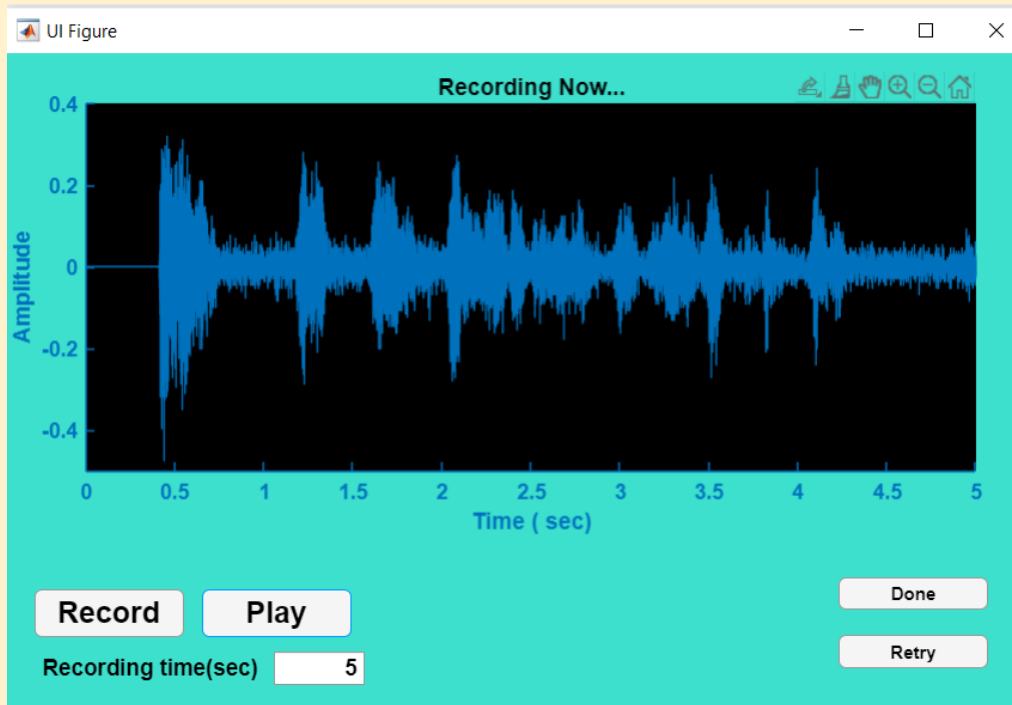 UI Figure
Recording Now...
0.4
0.2
0
-0.2
-0.4
Amplitude
0 0.5 1 1.5 2 2.5 3 3.5 4 4.5 5
Time ( sec)
Record Play
Recording time(sec) 5
Done
Retry